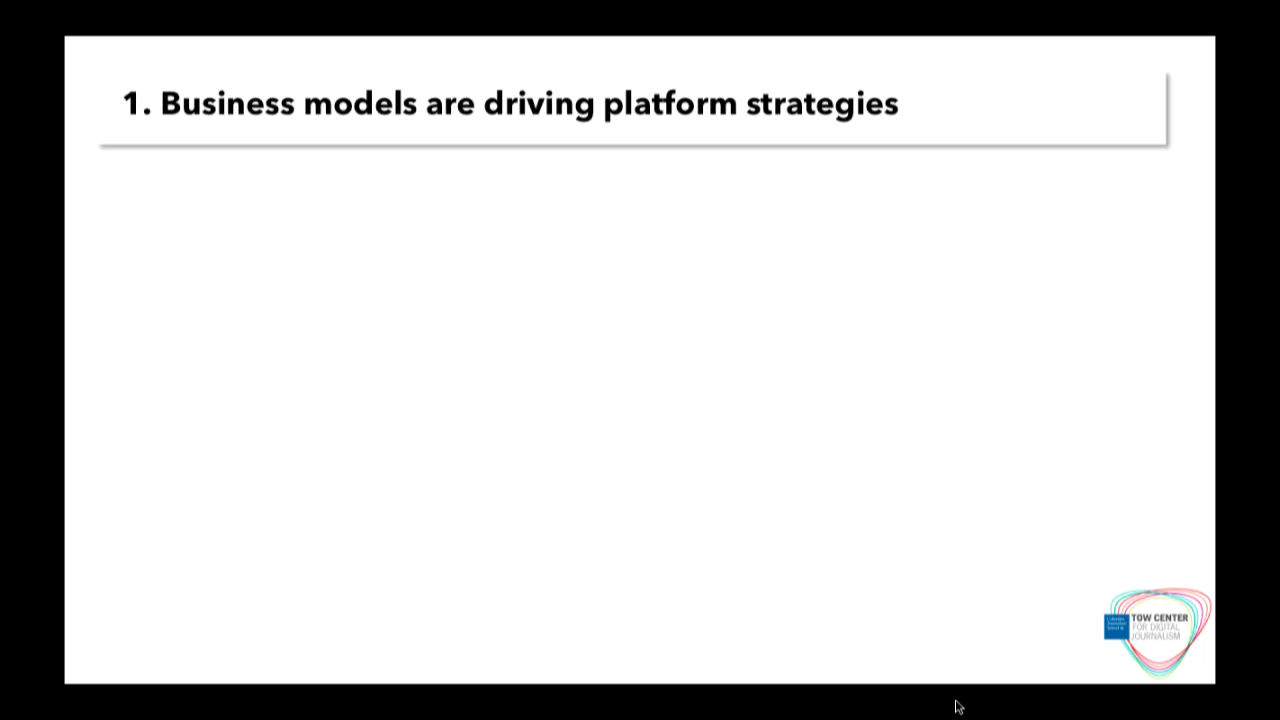 1. Business models are driving platform strategies
TOW CENTER
FOR DIGITAL
JOURNALISM